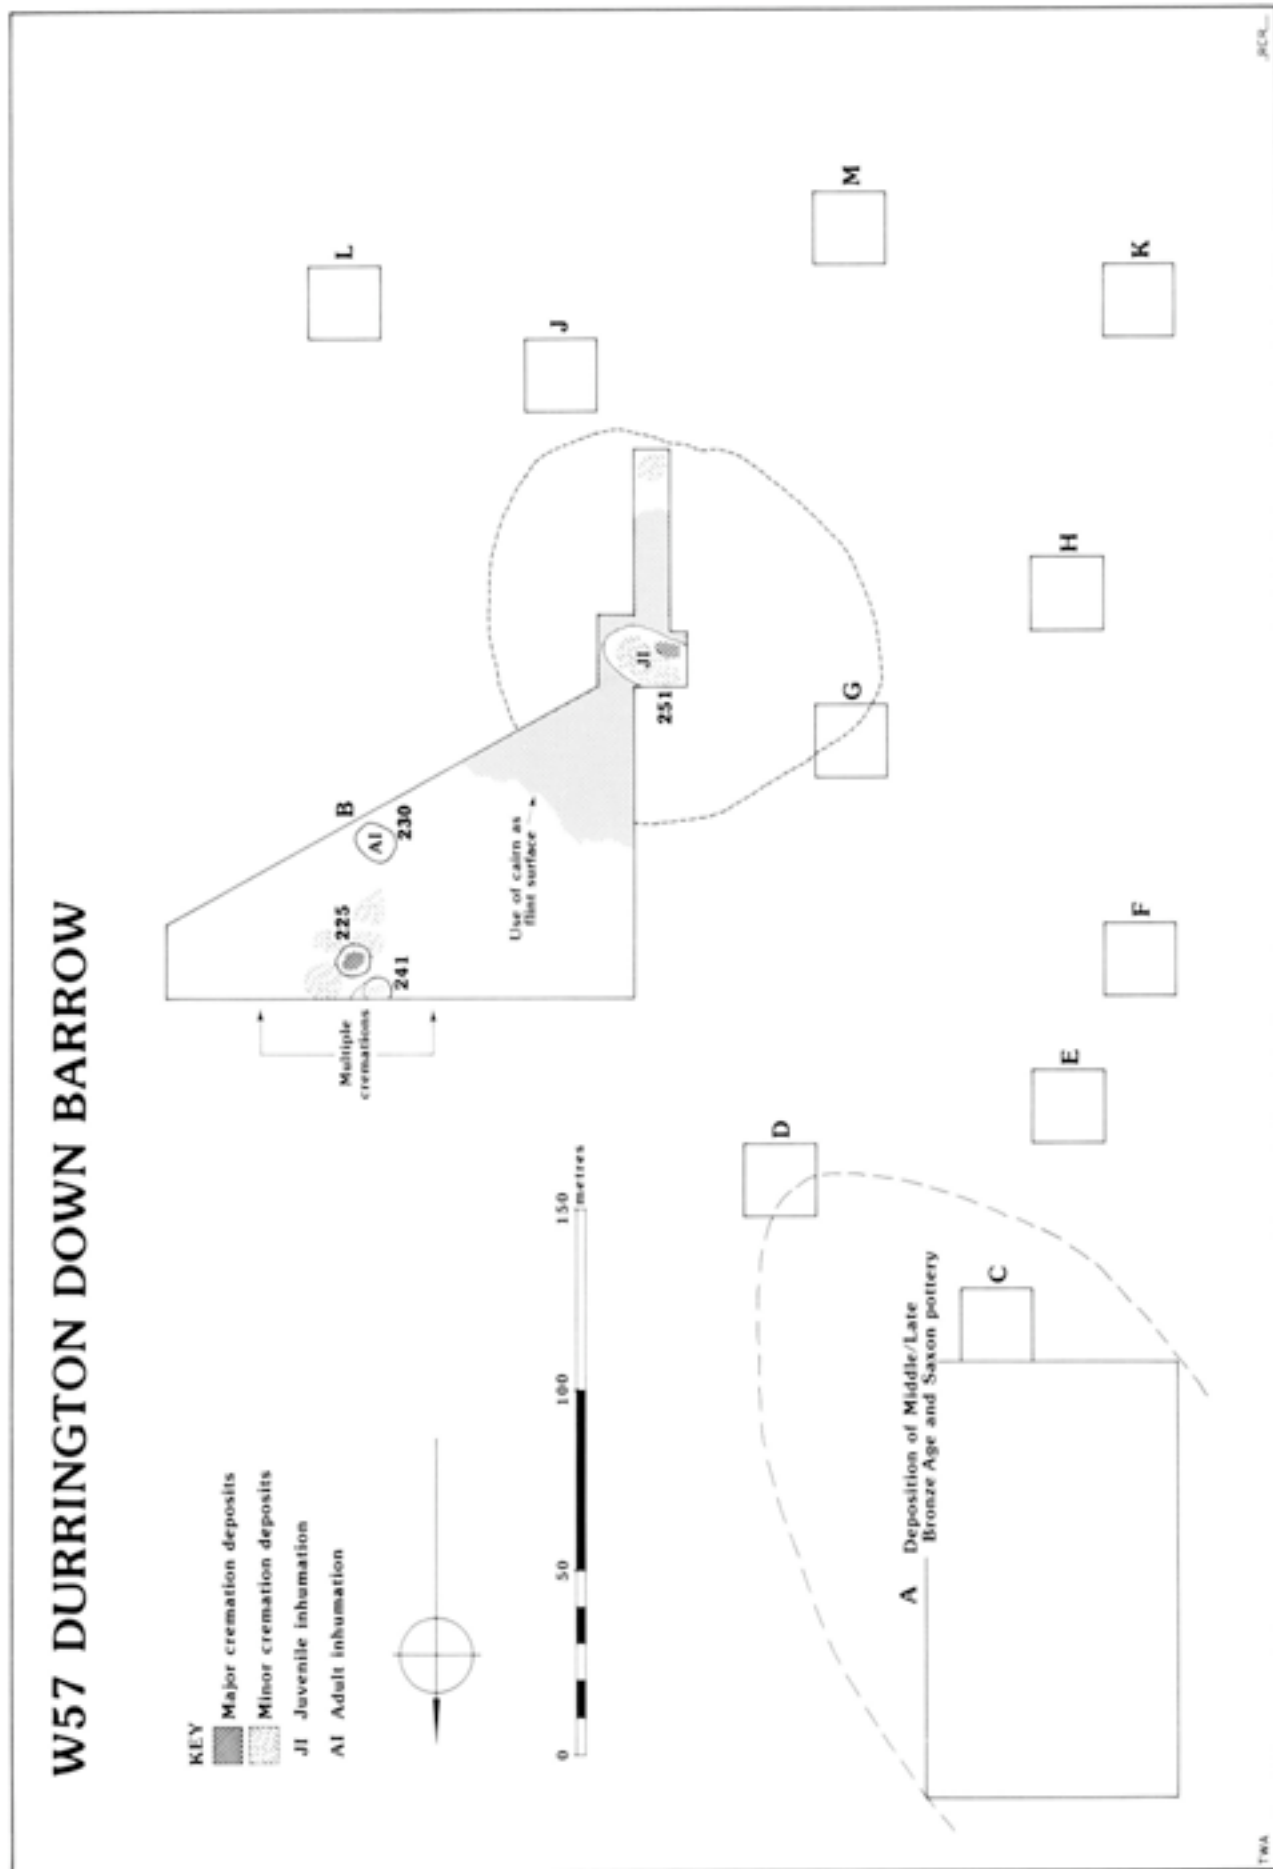 W57 DURRINGTON DOWN BARROW
KEY
Major cremation deposits
Minor cremation deposits
JI Juvenile inhumation
AI Adult inhumation
0 50 100 150
metres
Multiple
cremations
241
225
230
AI
B
Use of cairn as
flint surface
251
JI
L
J
M
K
H
G
F
E
D
C
A
Deposition of Middle/Late
Bronze Age and Saxon pottery
TWA